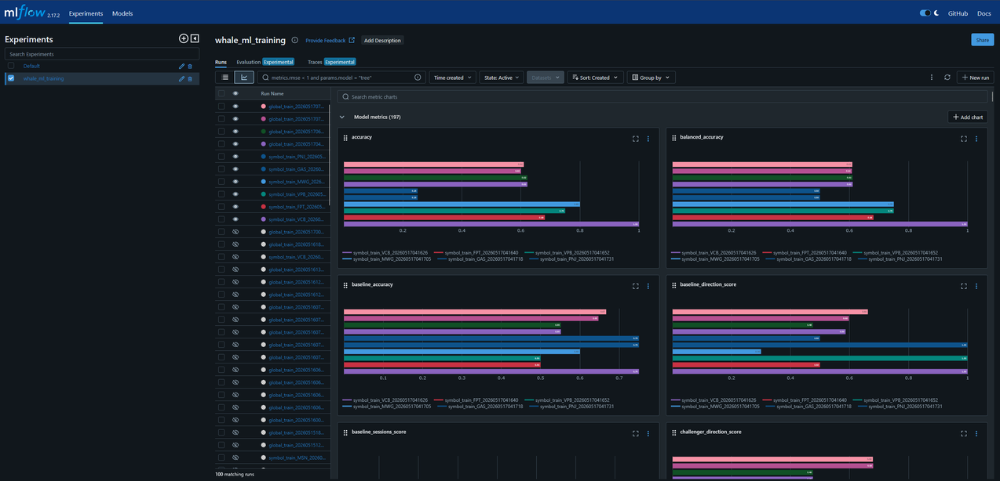 mlflow 2.17.2 Experiments Models GitHub Docs
Experiments
Search Experiments
Default
whale_ml_training
whale_ml_training Provide Feedback Add Description Share
Runs Evaluation Experimental Traces Experimental
metrics.rmse < 1 and params.model = "tree" Time created State: Active Datasets Sort: Created Group by New run
Run Name
global_train_2026051707...
global_train_2026051707...
global_train_2026051706...
global_train_2026051704...
symbol_train_PNJ_202605...
symbol_train_GAS_20260...
symbol_train_MWG_2026...
symbol_train_VPB_202605...
symbol_train_FPT_202605...
symbol_train_VCB_20260...
global_train_2026051700...
global_train_2026051618...
symbol_train_VCB_20260...
global_train_2026051613...
global_train_2026051612...
global_train_2026051612...
global_train_2026051607...
global_train_2026051607...
global_train_2026051607...
global_train_2026051607...
global_train_2026051607...
global_train_2026051606...
global_train_2026051606...
global_train_2026051606...
global_train_2026051606...
global_train_2026051600...
global_train_2026051518...
global_train_2026051512...
symbol_train_MSN_20260...
100 matching runs
Search metric charts
Model metrics (197) Add chart
accuracy
0.2 0.4 0.6 0.8 1
symbol_train_VCB_20260517041626 symbol_train_FPT_20260517041640 symbol_train_VPB_20260517041652
symbol_train_MWG_20260517041705 symbol_train_GAS_20260517041718 symbol_train_PNJ_20260517041731
balanced_accuracy
0.2 0.4 0.6 0.8 1
symbol_train_VCB_20260517041626 symbol_train_FPT_20260517041640 symbol_train_VPB_20260517041652
symbol_train_MWG_20260517041705 symbol_train_GAS_20260517041718 symbol_train_PNJ_20260517041731
baseline_accuracy
0.1 0.2 0.3 0.4 0.5 0.6 0.7
symbol_train_VCB_20260517041626 symbol_train_FPT_20260517041640 symbol_train_VPB_20260517041652
symbol_train_MWG_20260517041705 symbol_train_GAS_20260517041718 symbol_train_PNJ_20260517041731
baseline_direction_score
0.2 0.4 0.6 0.8 1
symbol_train_VCB_20260517041626 symbol_train_FPT_20260517041640 symbol_train_VPB_20260517041652
symbol_train_MWG_20260517041705 symbol_train_GAS_20260517041718 symbol_train_PNJ_20260517041731
baseline_sessions_score
challenger_direction_score